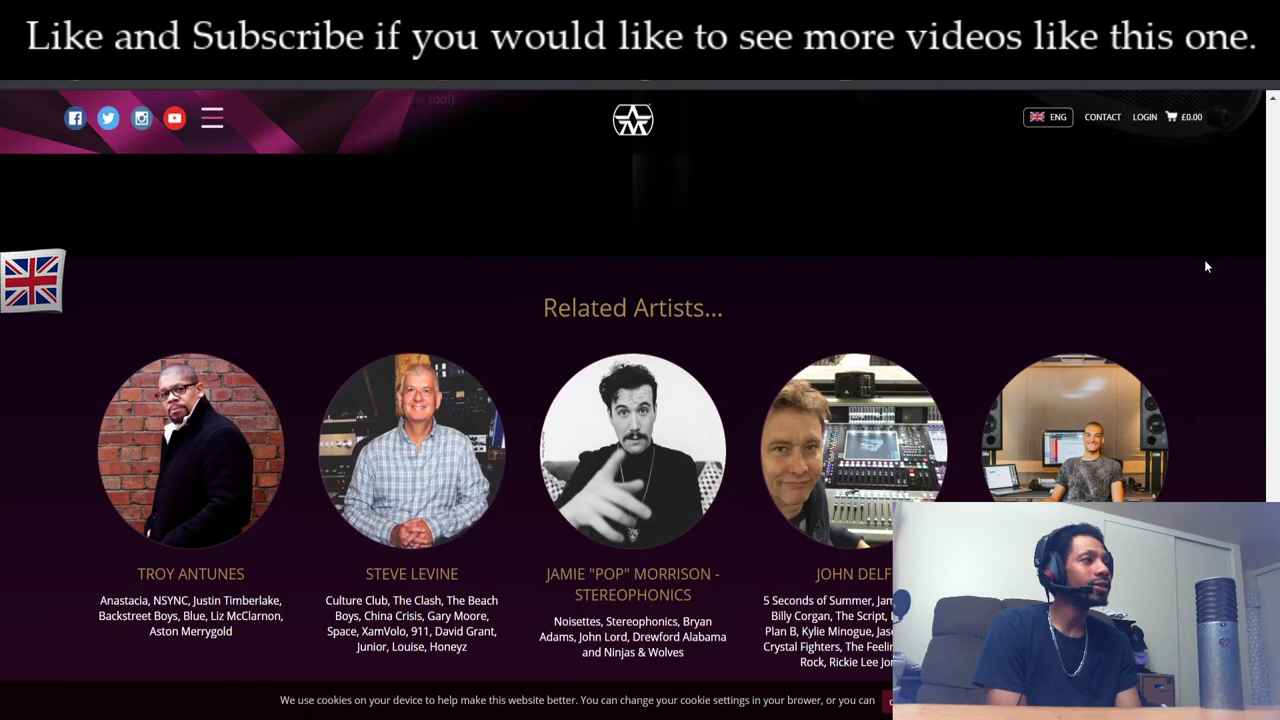 Like and Subscribe if you would like to see more videos like this one.
ENG
CONTACT
LOGIN
£0.00
Related Artists...
TROY ANTUNES
Anastacia, NSYNC, Justin Timberlake,
Backstreet Boys, Blue, Liz McClarnon,
Aston Merrygold
STEVE LEVINE
Culture Club, The Clash, The Beach
Boys, China Crisis, Gary Moore,
Space, XamVolo, 911, David Grant,
Junior, Louise, Honeyz
JAMIE "POP" MORRISON -
STEREOPHONICS
Noisettes, Stereophonics, Bryan
Adams, John Lord, Drewford Alabama
and Ninjas & Wolves
JOHN DELF
5 Seconds of Summer,
Billy Corgan, The Script,
Plan B, Kylie Minogue,
Crystal Fighters, The
Rock, Rickie Lee
We use cookies on your device to help make this website better. You can change your cookie settings in your brower, or you can